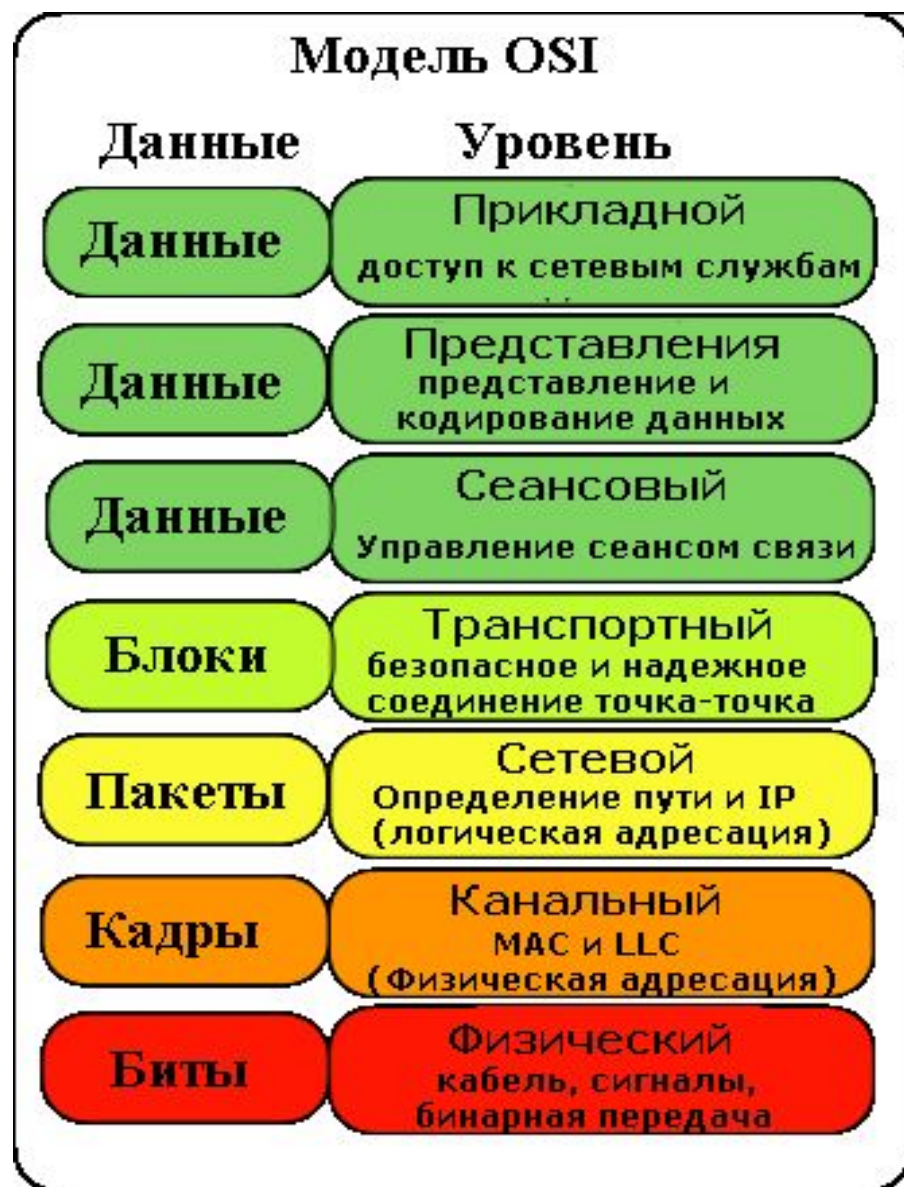 Модель OSI
Данные Уровень
Данные
Прикладной
доступ к сетевым службам
Данные
Представления
представление и
кодирование данных
Данные
Сеансовый
Управление сеансом связи
Блоки
Транспортный
безопасное и надежное
соединение точка-точка
Пакеты
Сетевой
Определение пути и IP
(логическая адресация)
Кадры
Канальный
MAC и LLC
(Физическая адресация)
Биты
Физический
кабель, сигналы,
бинарная передача